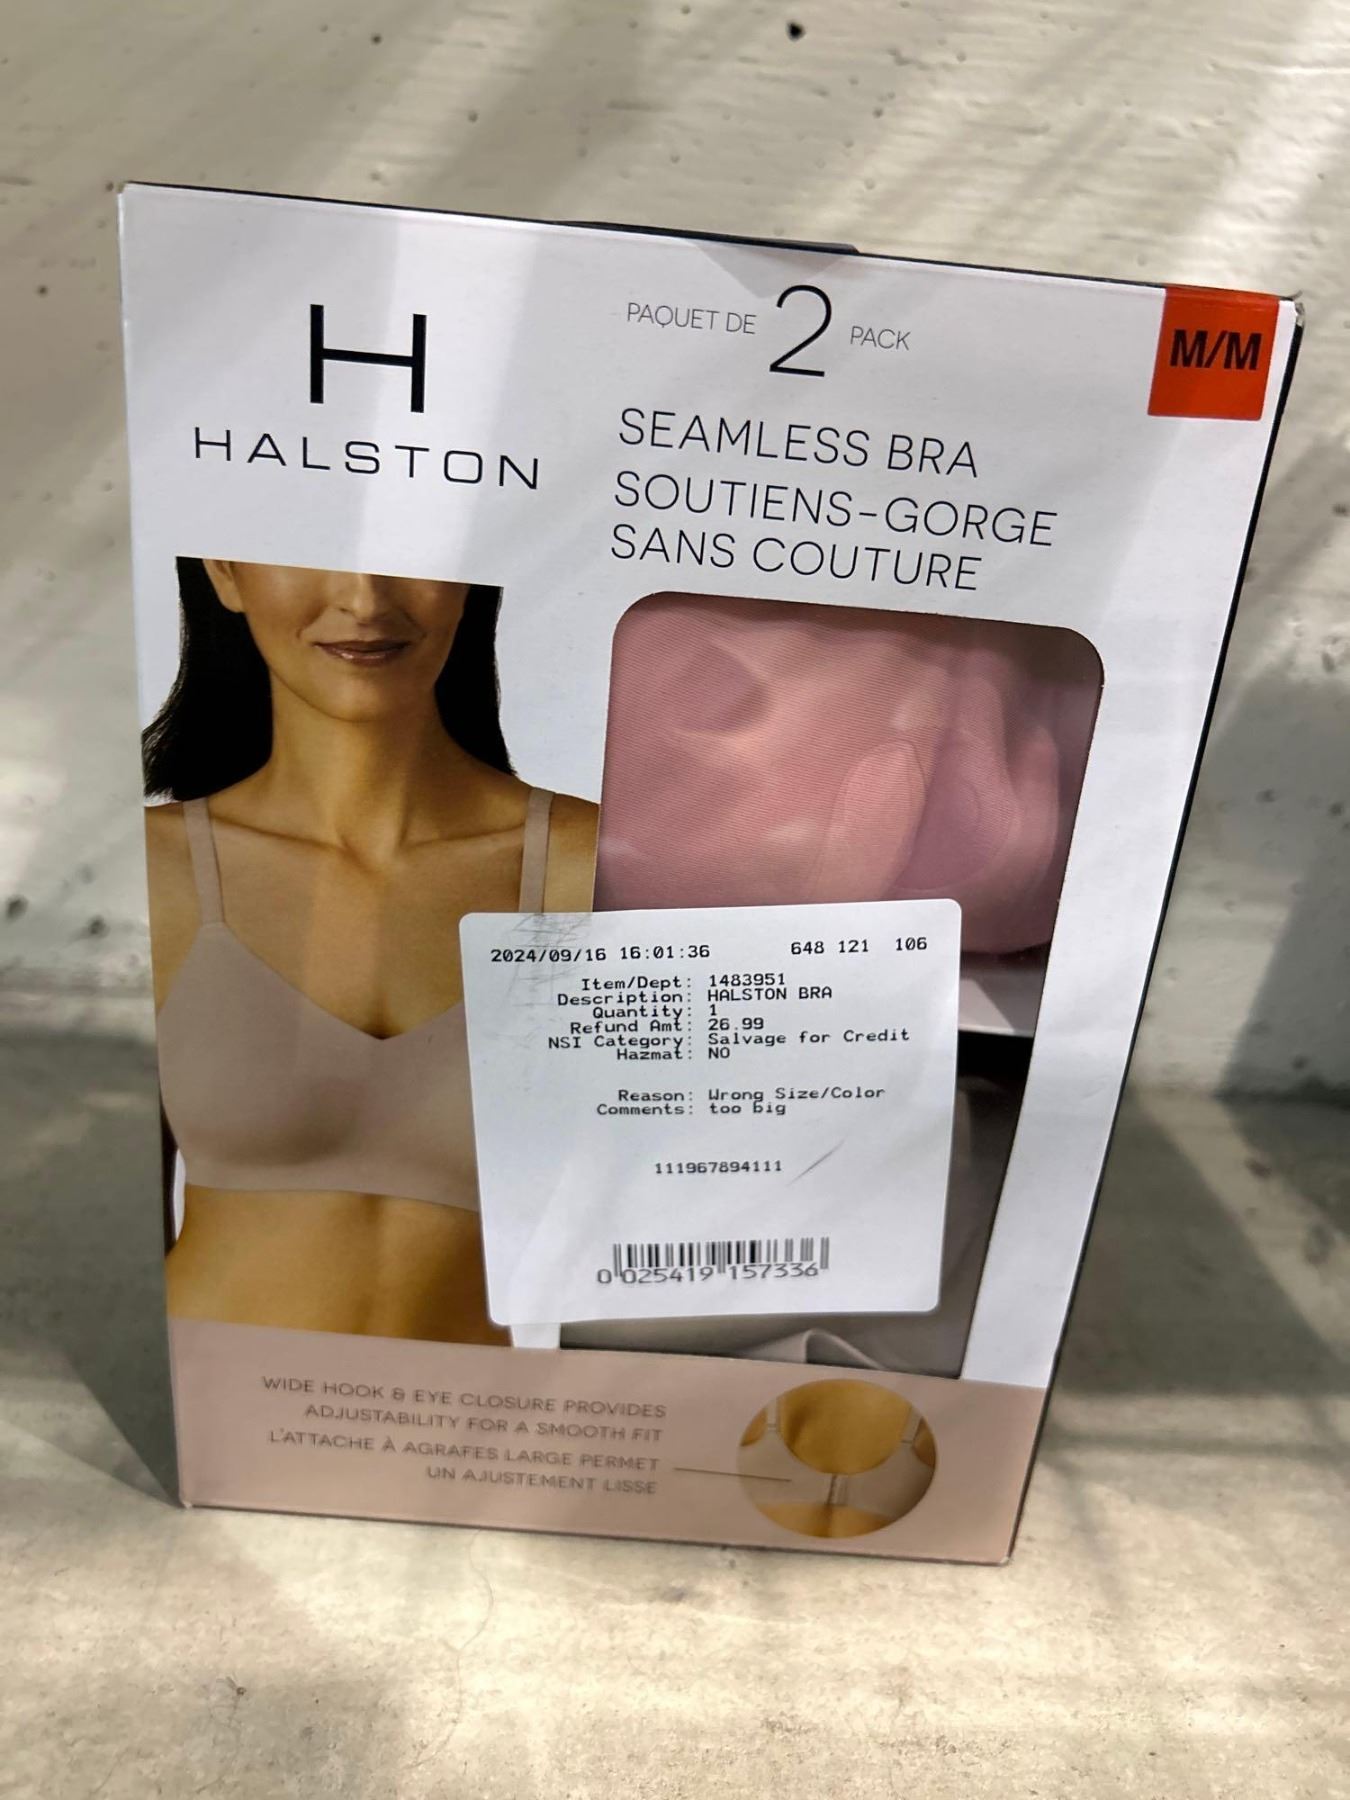 H
HALSTON
PAQUET DE 2 PACK
M/M
SEAMLESS BRA
SOUTIENS-GORGE
SANS COUTURE
2024/09/16 16:01:36 648 121 106
Item/Dept: 1483951
Description: HALSTON BRA
Quantity: 1
Refund Amt: 26.99
NSI Category: Salvage for Credit
Hazmat: NO
Reason: Wrong Size/Color
Comments: too big
111967894111
0 025419 157336
WIDE HOOK & EYE CLOSURE PROVIDES
ADJUSTABILITY FOR A SMOOTH FIT
L'ATTACHE À AGRAFES LARGE PERMET
UN AJUSTEMENT LISSE